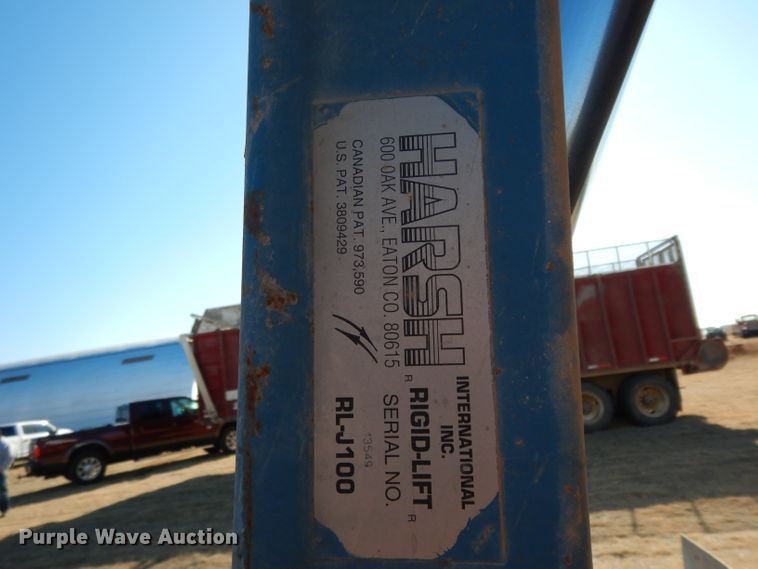 HARSH
INTERNATIONAL
INC.
600 OAK AVE., EATON CO. 80615
R RIGID-LIFT R
CANADIAN PAT. 973,590
U.S. PAT. 3809429
SERIAL NO.
13549
RL-J100
Purple Wave Auction®